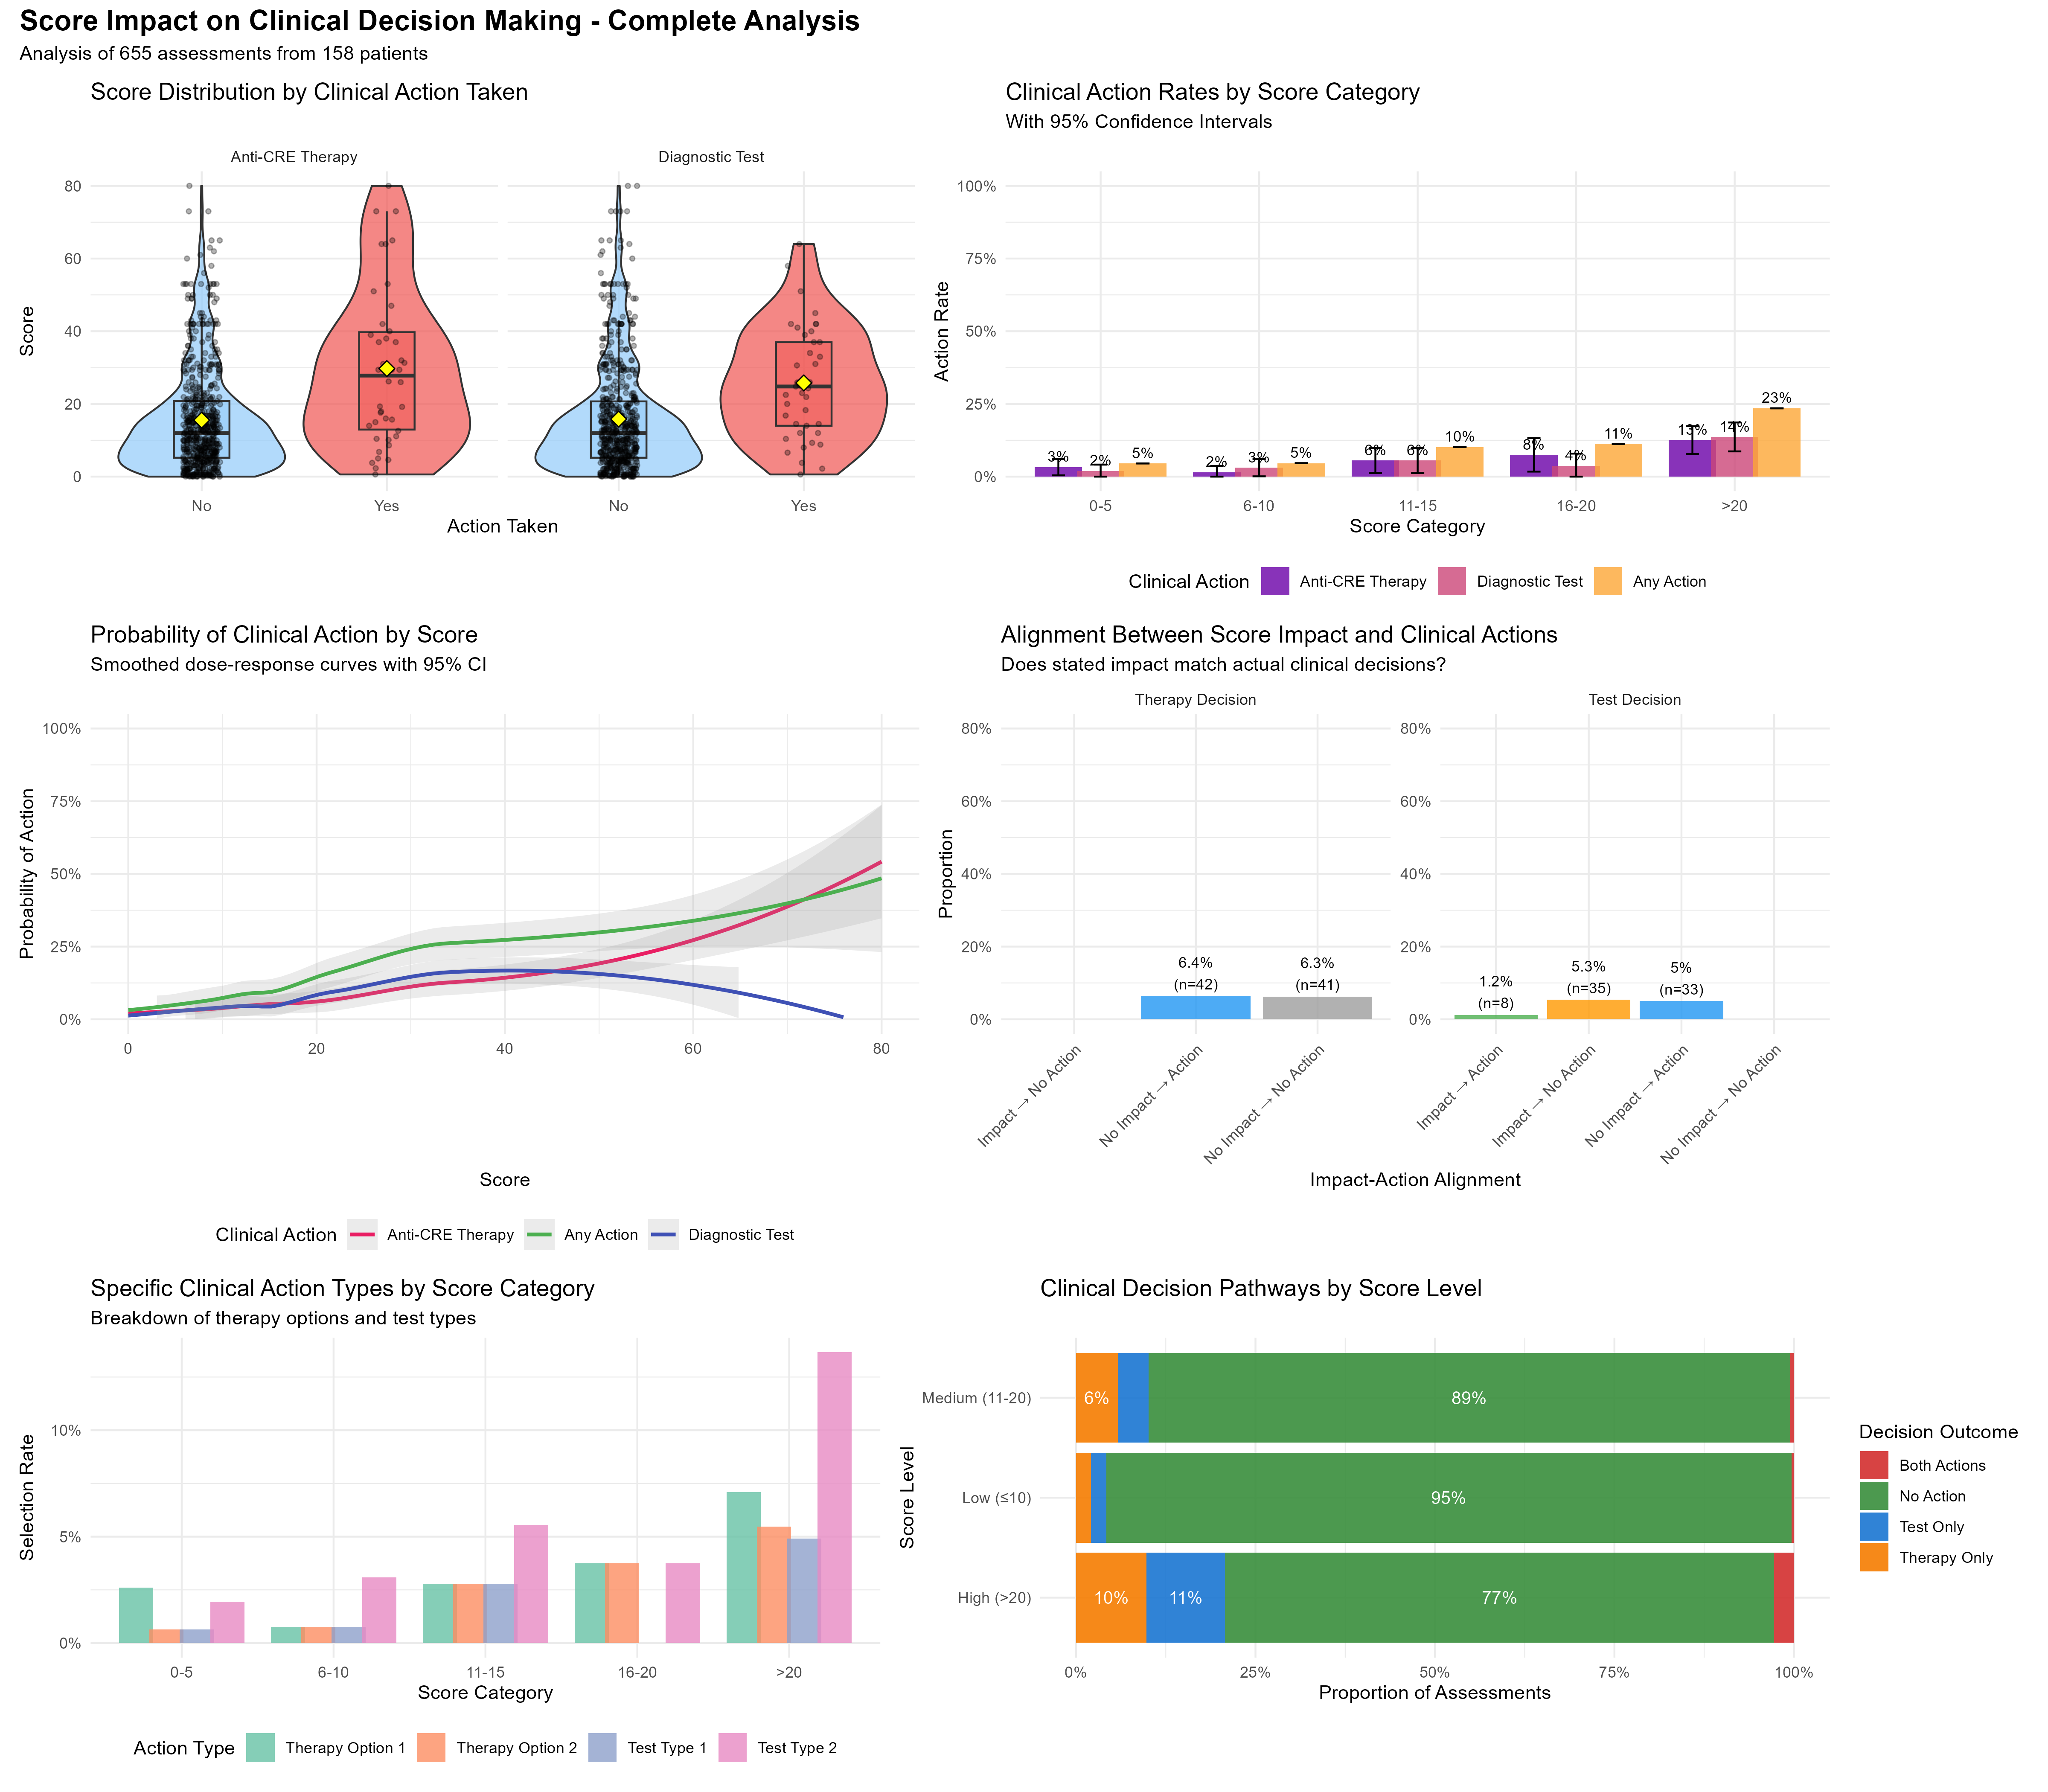 Score Impact on Clinical Decision Making - Complete Analysis
Analysis of 655 assessments from 158 patients
Score Distribution by Clinical Action Taken
Anti-CRE Therapy
Diagnostic Test
Score
80
60
40
20
0
No
Yes
No
Yes
Action Taken
Clinical Action Rates by Score Category
With 95% Confidence Intervals
Action Rate
100%
75%
50%
25%
0%
3%
2%
5%
2%
3%
5%
6%
6%
10%
8%
4%
11%
13%
14%
23%
0-5
6-10
11-15
16-20
>20
Score Category
Clinical Action
Anti-CRE Therapy
Diagnostic Test
Any Action
Probability of Clinical Action by Score
Smoothed dose-response curves with 95% CI
Probability of Action
100%
75%
50%
25%
0%
0
20
40
60
80
Score
Clinical Action
Anti-CRE Therapy
Any Action
Diagnostic Test
Alignment Between Score Impact and Clinical Actions
Does stated impact match actual clinical decisions?
Therapy Decision
Test Decision
Proportion
80%
60%
40%
20%
0%
6.4%
(n=42)
6.3%
(n=41)
Impact → No Action
No Impact → Action
No Impact → No Action
80%
60%
40%
20%
0%
1.2%
(n=8)
5.3%
(n=35)
5%
(n=33)
Impact → Action
Impact → No Action
No Impact → Action
No Impact → No Action
Impact-Action Alignment
Specific Clinical Action Types by Score Category
Breakdown of therapy options and test types
Selection Rate
10%
5%
0%
0-5
6-10
11-15
16-20
>20
Score Category
Action Type
Therapy Option 1
Therapy Option 2
Test Type 1
Test Type 2
Clinical Decision Pathways by Score Level
Score Level
Medium (11-20)
6%
89%
Low (≤10)
95%
High (>20)
10%
11%
77%
0%
25%
50%
75%
100%
Proportion of Assessments
Decision Outcome
Both Actions
No Action
Test Only
Therapy Only